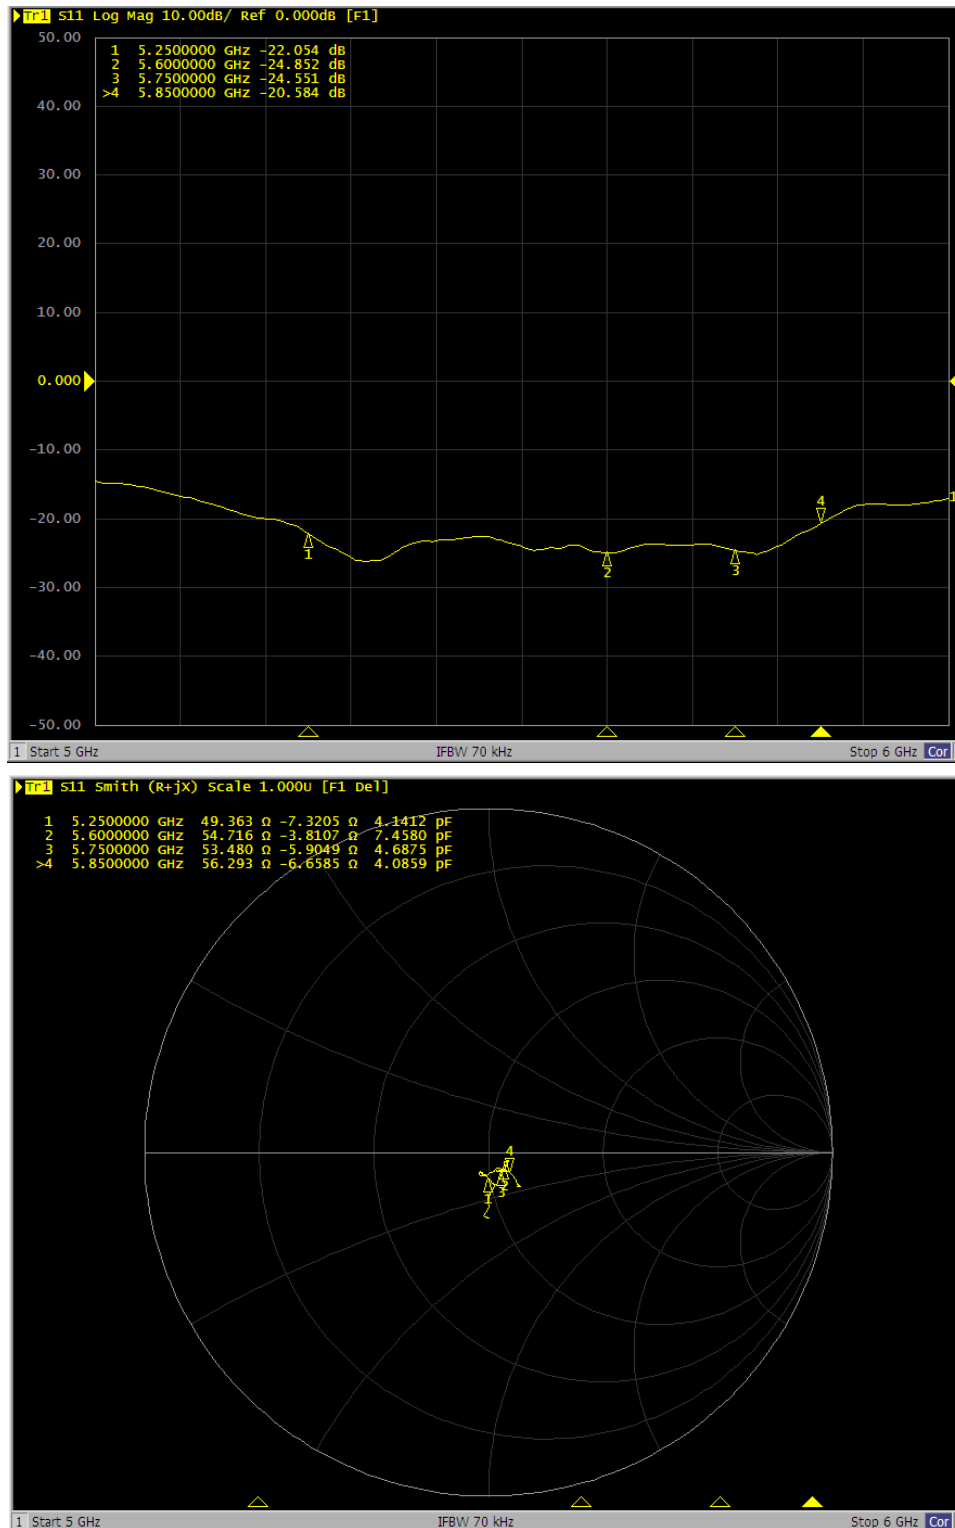 Tr1 S11 Log Mag 10.00dB/ Ref 0.000dB [F1]
50.00
1 5.2500000 GHz -22.054 dB
2 5.6000000 GHz -24.852 dB
3 5.7500000 GHz -24.551 dB
>4 5.8500000 GHz -20.584 dB
40.00
30.00
20.00
10.00
0.000
-10.00
-20.00
-30.00
-40.00
-50.00
1
2
3
4
1
1 Start 5 GHz IFBW 70 kHz Stop 6 GHz Cor
Tr1 S11 Smith (R+jX) Scale 1.000U [F1 Del]
1 5.2500000 GHz 49.363 Ω -7.3205 Ω 4.1412 pF
2 5.6000000 GHz 54.716 Ω -3.8107 Ω 7.4580 pF
3 5.7500000 GHz 53.480 Ω -5.9049 Ω 4.6875 pF
>4 5.8500000 GHz 56.293 Ω -6.6585 Ω 4.0859 pF
4
1
3
1 Start 5 GHz IFBW 70 kHz Stop 6 GHz Cor